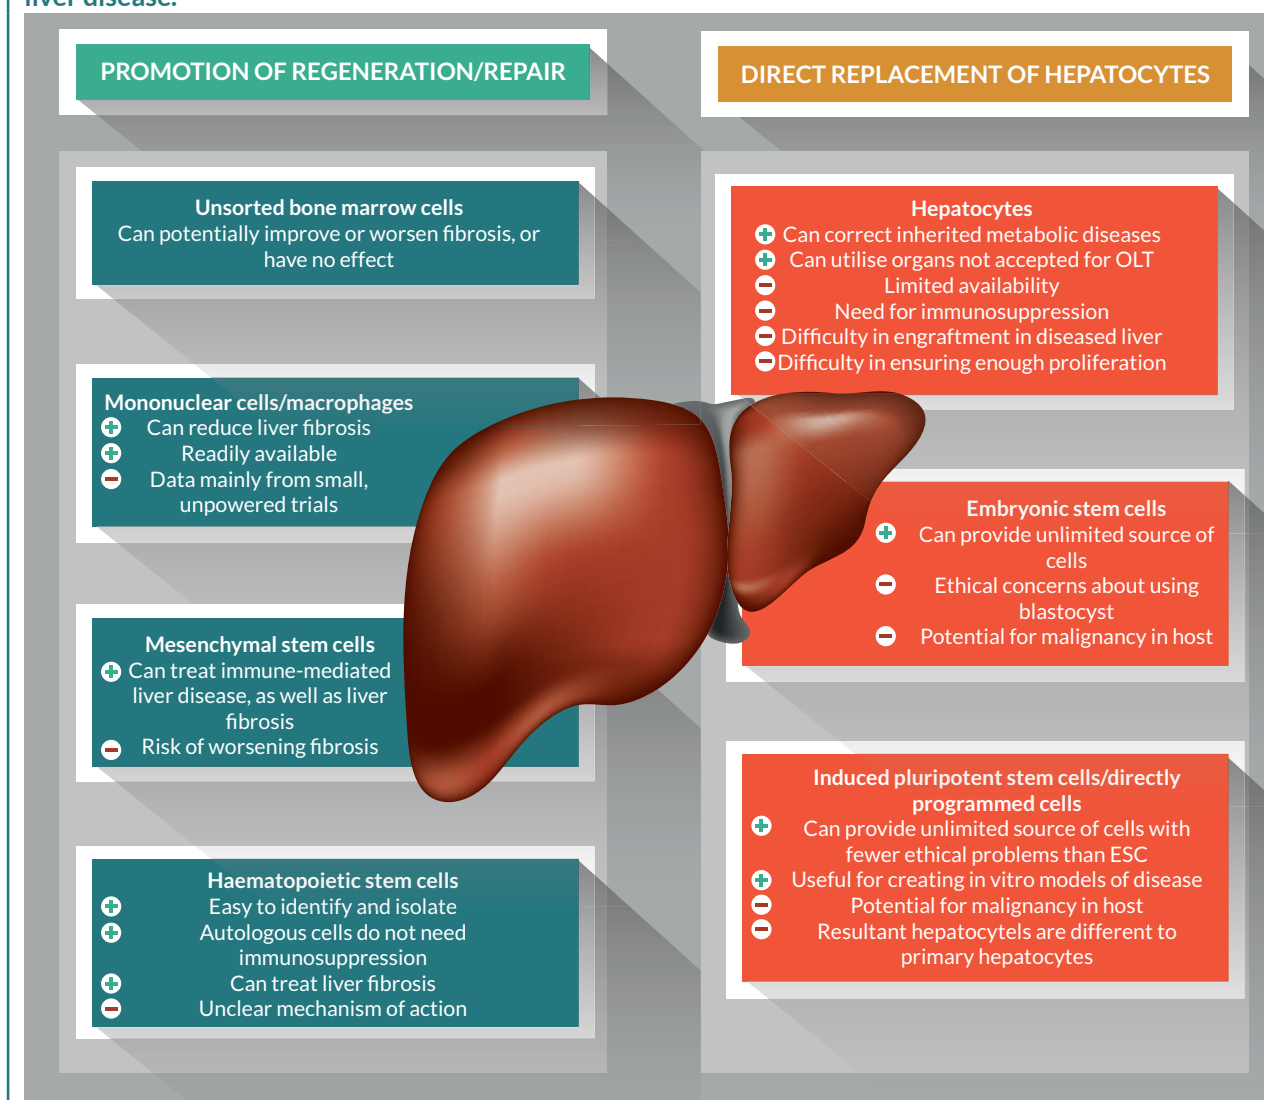 liver disease.
PROMOTION OF REGENERATION/REPAIR
Unsorted bone marrow cells
Can potentially improve or worsen fibrosis, or
have no effect
Mononuclear cells/macrophages
Can reduce liver fibrosis
Readily available
Data mainly from small,
unpowered trials
Mesenchymal stem cells
Can treat immune-mediated
liver disease, as well as liver
fibrosis
Risk of worsening fibrosis
Haematopoietic stem cells
Easy to identify and isolate
Autologous cells do not need
immunosuppression
Can treat liver fibrosis
Unclear mechanism of action
DIRECT REPLACEMENT OF HEPATOCYTES
Hepatocytes
Can correct inherited metabolic diseases
Can utilise organs not accepted for OLT
Limited availability
Need for immunosuppression
Difficulty in engraftment in diseased liver
Difficulty in ensuring enough proliferation
Embryonic stem cells
Can provide unlimited source of
cells
Ethical concerns about using
blastocyst
Potential for malignancy in host
Induced pluripotent stem cells/directly
programmed cells
Can provide unlimited source of cells with
fewer ethical problems than ESC
Useful for creating in vitro models of disease
Potential for malignancy in host
Resultant hepatocytels are different to
primary hepatocytes